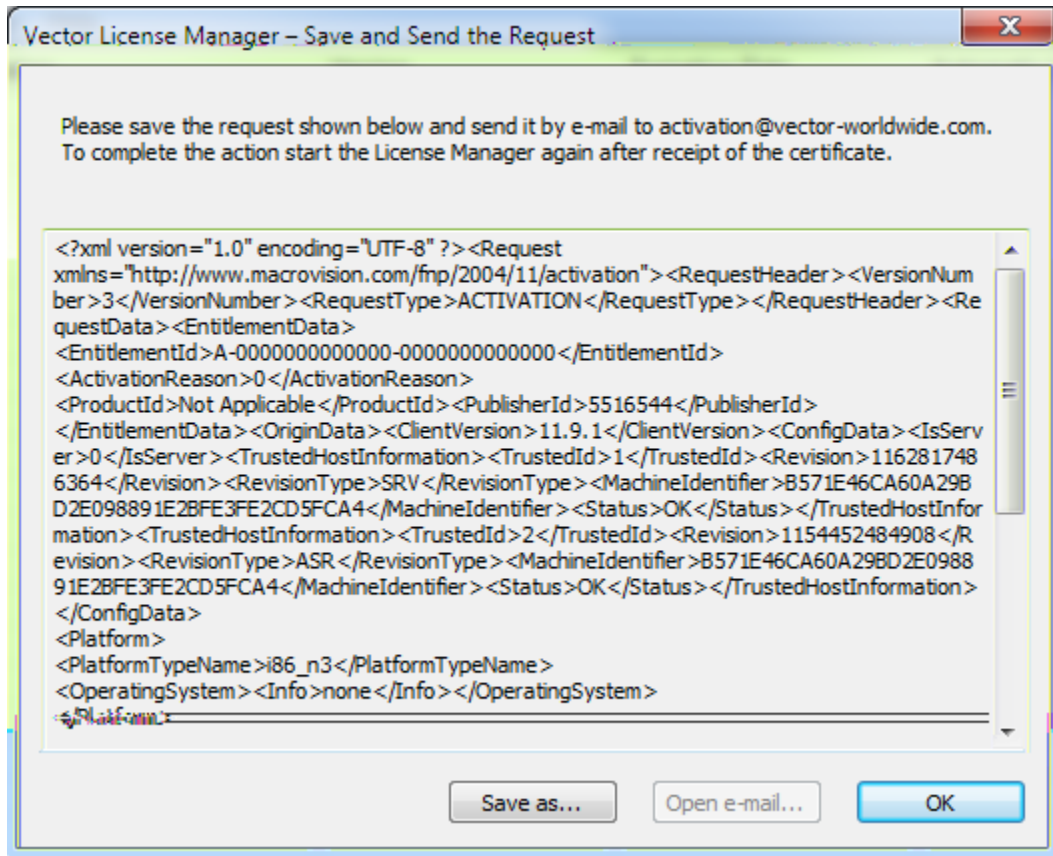 Vector License Manager – Save and Send the Request
Please save the request shown below and send it by e-mail to activation@vector-worldwide.com.
To complete the action start the License Manager again after receipt of the certificate.
<?xml version="1.0" encoding="UTF-8" ?><Request
xmlns="http://www.macrovision.com/fnp/2004/11/activation"><RequestHeader><VersionNum
ber>3</VersionNumber><RequestType>ACTIVATION</RequestType></RequestHeader><Re
questData><EntitlementData>
<EntitlementId>A-0000000000000-0000000000000</EntitlementId>
<ActivationReason>0</ActivationReason>
<ProductId>Not Applicable</ProductId><PublisherId>5516544</PublisherId>
</EntitlementData><OriginData><ClientVersion>11.9.1</ClientVersion><ConfigData><IsServ
er>0</IsServer><TrustedHostInformation><TrustedId>1</TrustedId><Revision>116281748
6364</Revision><RevisionType>SRV</RevisionType><MachineIdentifier>B571E46CA60A29B
D2E098891E2BFE3FE2CD5FCA4</MachineIdentifier><Status>OK</Status></TrustedHostInfor
mation><TrustedHostInformation><TrustedId>2</TrustedId><Revision>1154452484908</R
evision><RevisionType>ASR</RevisionType><MachineIdentifier>B571E46CA60A29BD2E0988
91E2BFE3FE2CD5FCA4</MachineIdentifier><Status>OK</Status></TrustedHostInformation>
</ConfigData>
<Platform>
<PlatformTypeName>i86_n3</PlatformTypeName>
<OperatingSystem><Info>none</Info></OperatingSystem>
Save as...
Open e-mail...
OK